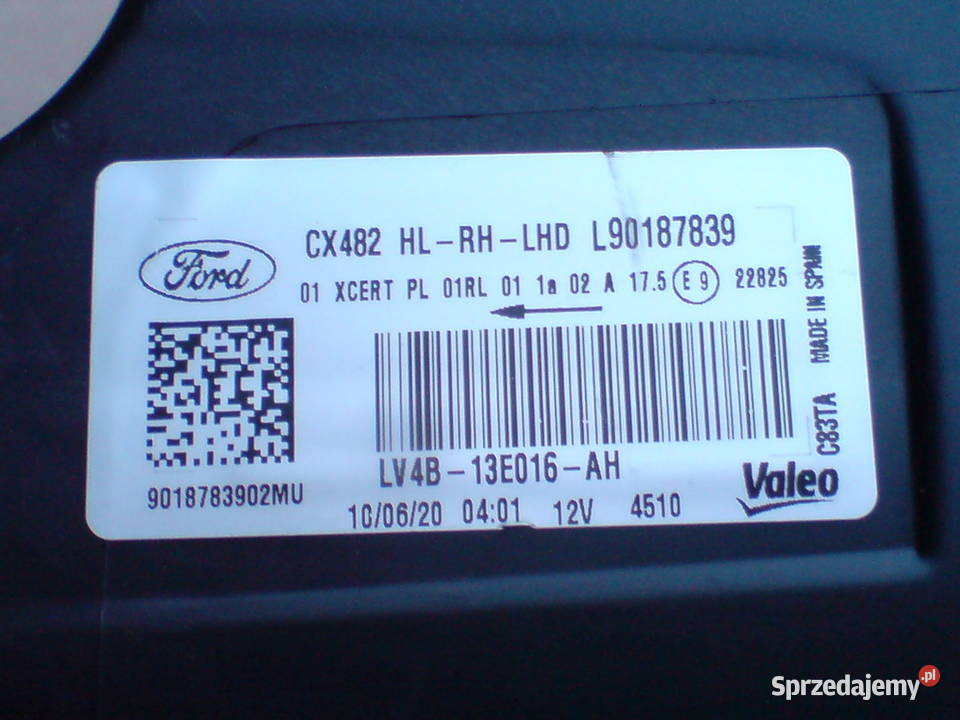 CX482 HL-RH-LHD L90187839
Ford
01 XCERT PL 01RL 01 1a 02 A 17.5 E 9 22825
MADE IN SPAIN
C83TA
LV4B-13E016-AH
Valeo
9018783902MU
10/06/20 04:01 12V 4510
Sprzedajemy.pl